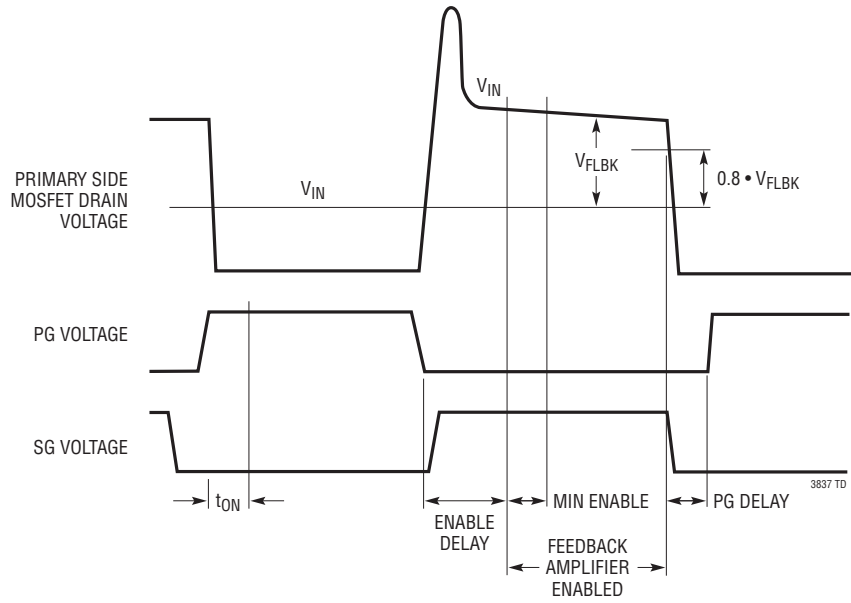 V_IN
V_FLBK
PRIMARY SIDE
MOSFET DRAIN
VOLTAGE
V_IN
0.8 • V_FLBK
PG VOLTAGE
SG VOLTAGE
3837 TD
t_ON
ENABLE
DELAY
MIN ENABLE
PG DELAY
FEEDBACK
AMPLIFIER
ENABLED